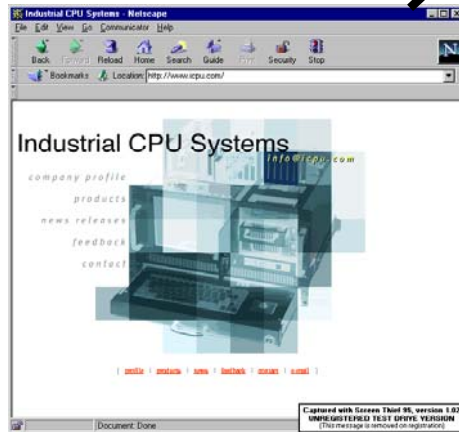 Industrial CPU Systems - Netscape
File Edit View Go Communicator Help
Back Forward Reload Home Search Guide Print Security Stop
Bookmarks Location: http://www.icpu.com/
Industrial CPU Systems
info@icpu.com
company profile
products
news releases
feedback
contact
[ profile | products | news | feedback | contact | e-mail ]
Captured with Screen Thief 95, version 1.02
UNREGISTERED TEST DRIVE VERSION
(This message is removed on registration)
Document: Done